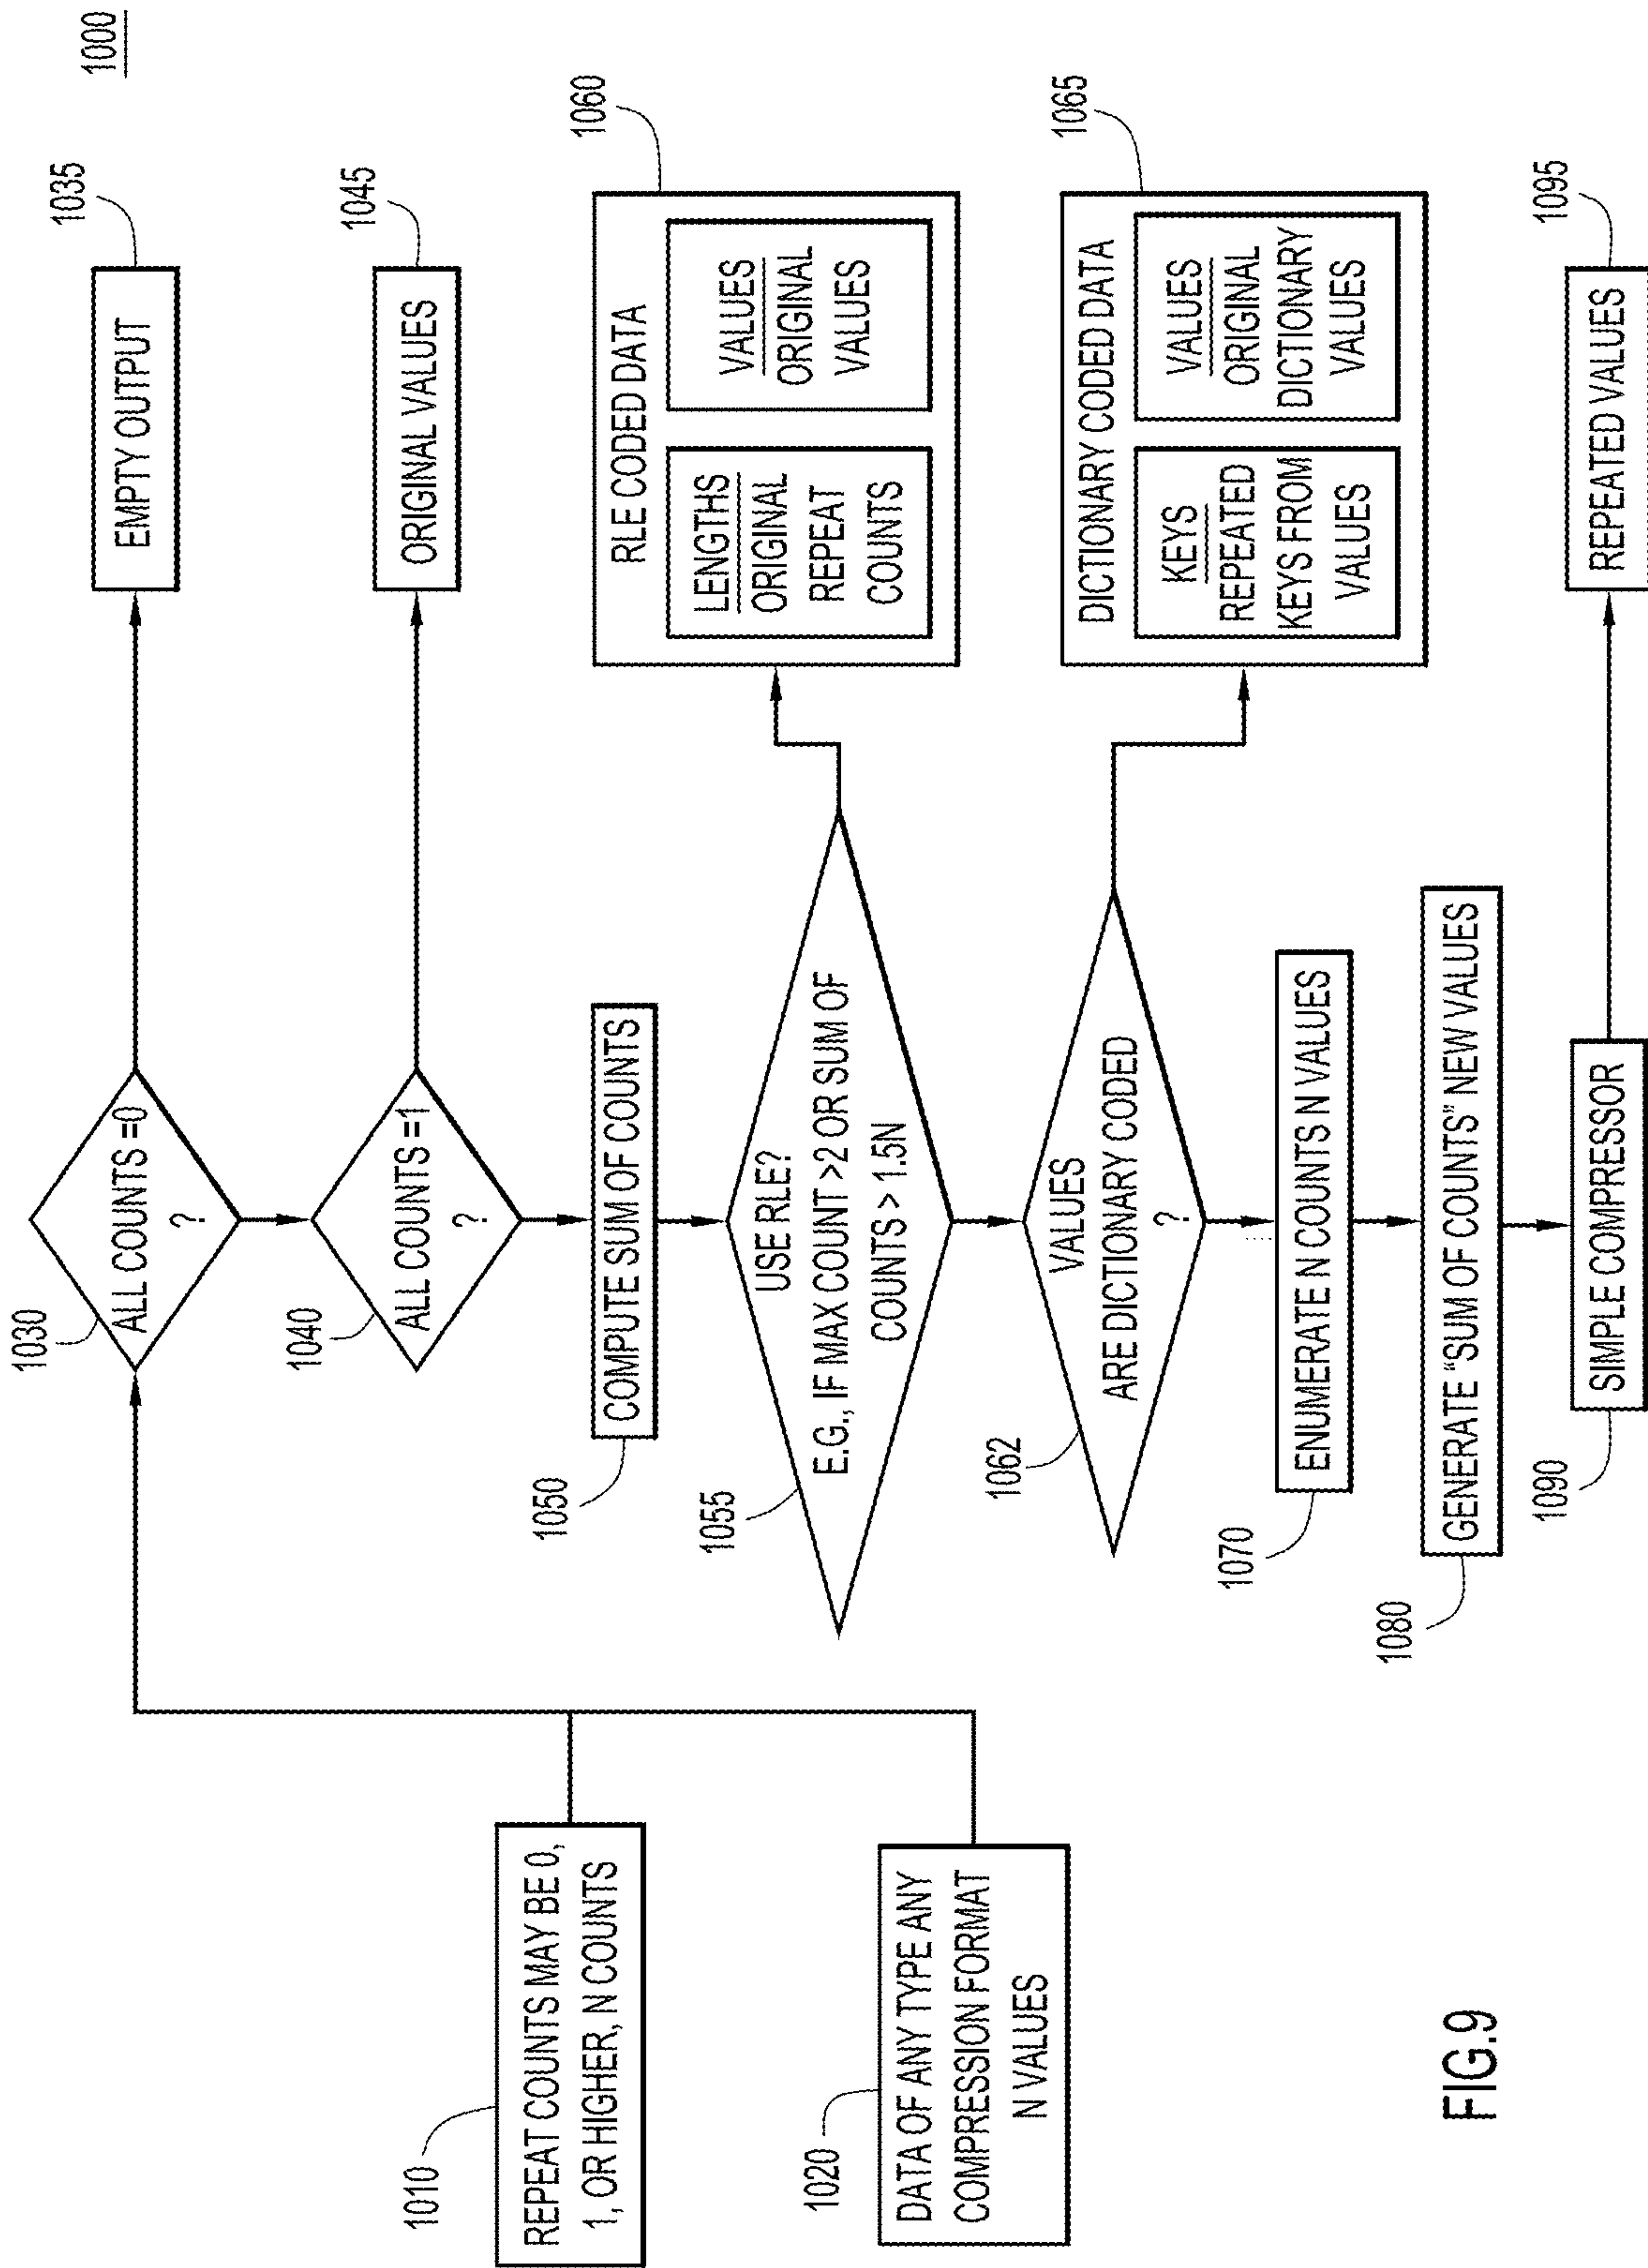 1000
1010
REPEAT COUNTS MAY BE 0,
1, OR HIGHER, N COUNTS
1020
DATA OF ANY TYPE ANY
COMPRESSION FORMAT
N VALUES
1030
ALL COUNTS =0
?
1035
EMPTY OUTPUT
1040
ALL COUNTS =1
?
1045
ORIGINAL VALUES
1050
COMPUTE SUM OF COUNTS
1055
USE RLE?
E.G., IF MAX COUNT >2 OR SUM OF
COUNTS > 1.5N
1060
RLE CODED DATA
LENGTHS
ORIGINAL
REPEAT
COUNTS
VALUES
ORIGINAL
VALUES
1062
VALUES
ARE DICTIONARY CODED
?
1065
DICTIONARY CODED DATA
KEYS
REPEATED
KEYS FROM
VALUES
VALUES
ORIGINAL
DICTIONARY
VALUES
1070
ENUMERATE N COUNTS N VALUES
1080
GENERATE “SUM OF COUNTS” NEW VALUES
1090
SIMPLE COMPRESSOR
1095
REPEATED VALUES
FIG.9